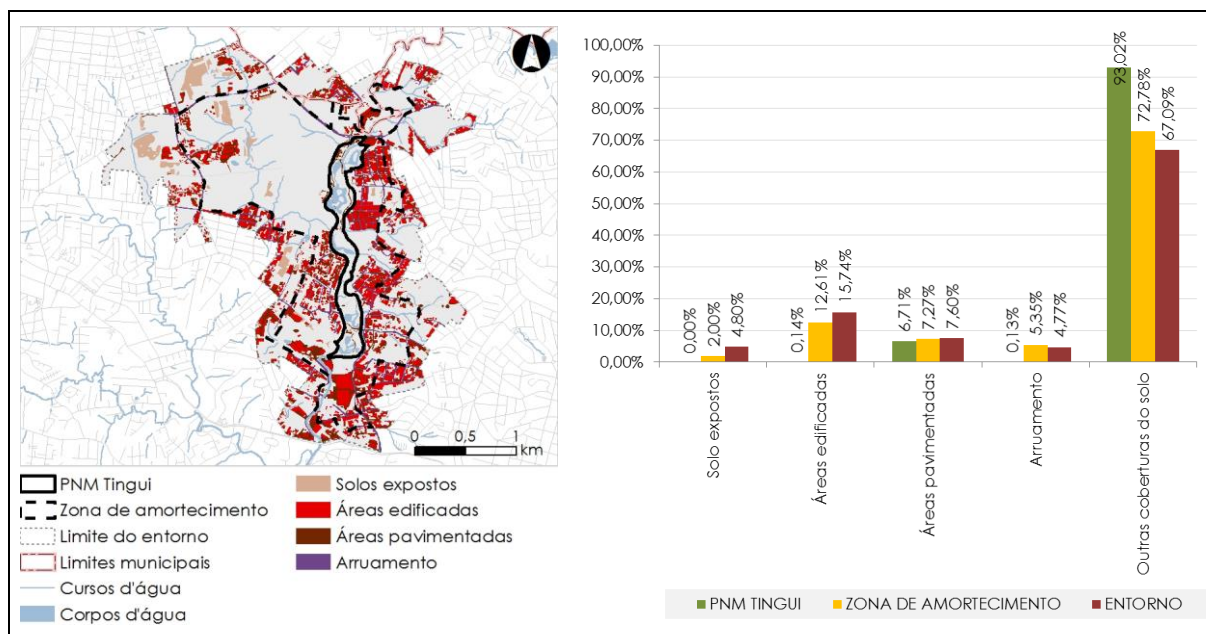 0 0,5 1
km
PNM Tingui
Zona de amortecimento
Limite do entorno
Limites municipais
Cursos d'água
Corpos d'água
Solos expostos
Áreas edificadas
Áreas pavimentadas
Arruamento
100,00%
90,00%
80,00%
70,00%
60,00%
50,00%
40,00%
30,00%
20,00%
10,00%
0,00%
0,00%
2,00%
4,80%
0,14%
12,61%
15,74%
6,71%
7,27%
7,60%
0,13%
5,35%
4,77%
93,02%
72,78%
67,09%
Solo expostos
Áreas edificadas
Áreas pavimentadas
Arruamento
Outras coberturas do solo
PNM TINGUI ZONA DE AMORTECIMENTO ENTORNO